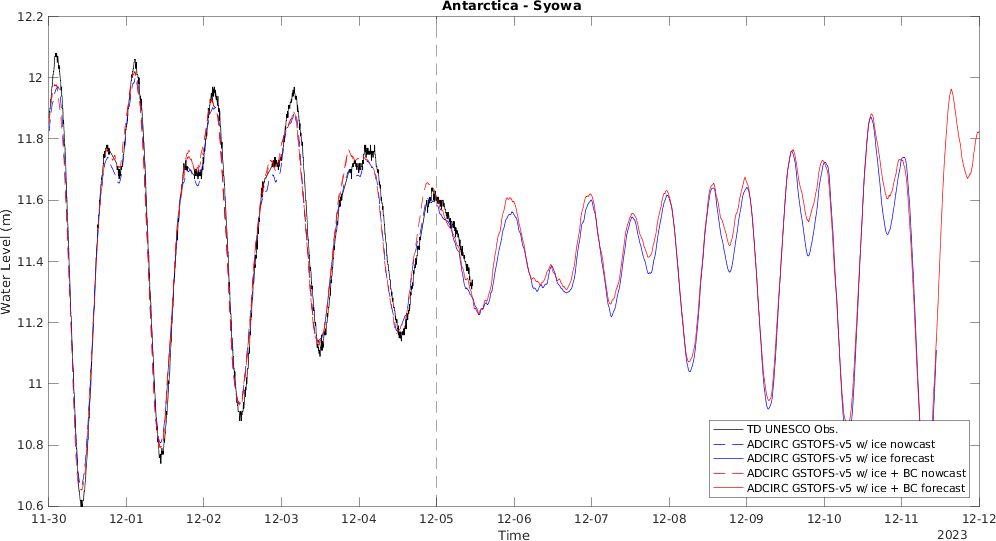 Antarctica - Syowa
Water Level (m)
12.2
12
11.8
11.6
11.4
11.2
11
10.8
10.6
11-30 12-01 12-02 12-03 12-04 12-05 12-06 12-07 12-08 12-09 12-10 12-11 12-12
Time
2023
TD UNESCO Obs.
ADCIRC GSTOFS-v5 w/ ice nowcast
ADCIRC GSTOFS-v5 w/ ice forecast
ADCIRC GSTOFS-v5 w/ ice + BC nowcast
ADCIRC GSTOFS-v5 w/ ice + BC forecast